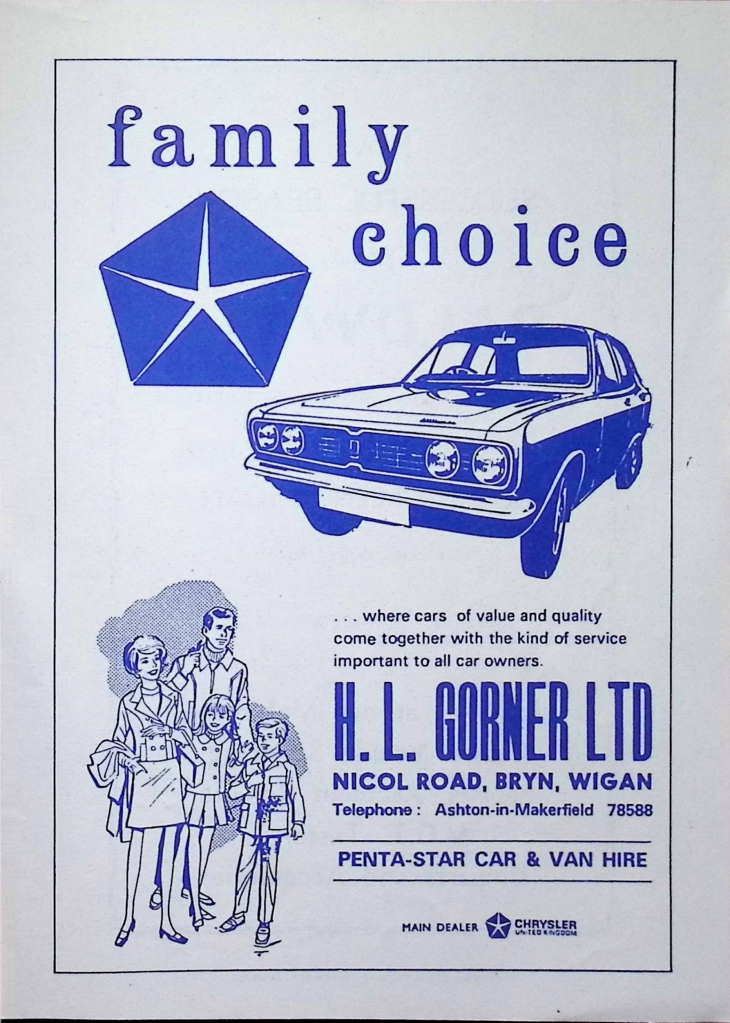 family
choice
... where cars of value and quality
come together with the kind of service
important to all car owners.
H. L. GORNER LTD
NICOL ROAD, BRYN, WIGAN
Telephone : Ashton-in-Makerfield 78588
PENTA-STAR CAR & VAN HIRE
MAIN DEALER CHRYSLER
UNITED KINGDOM